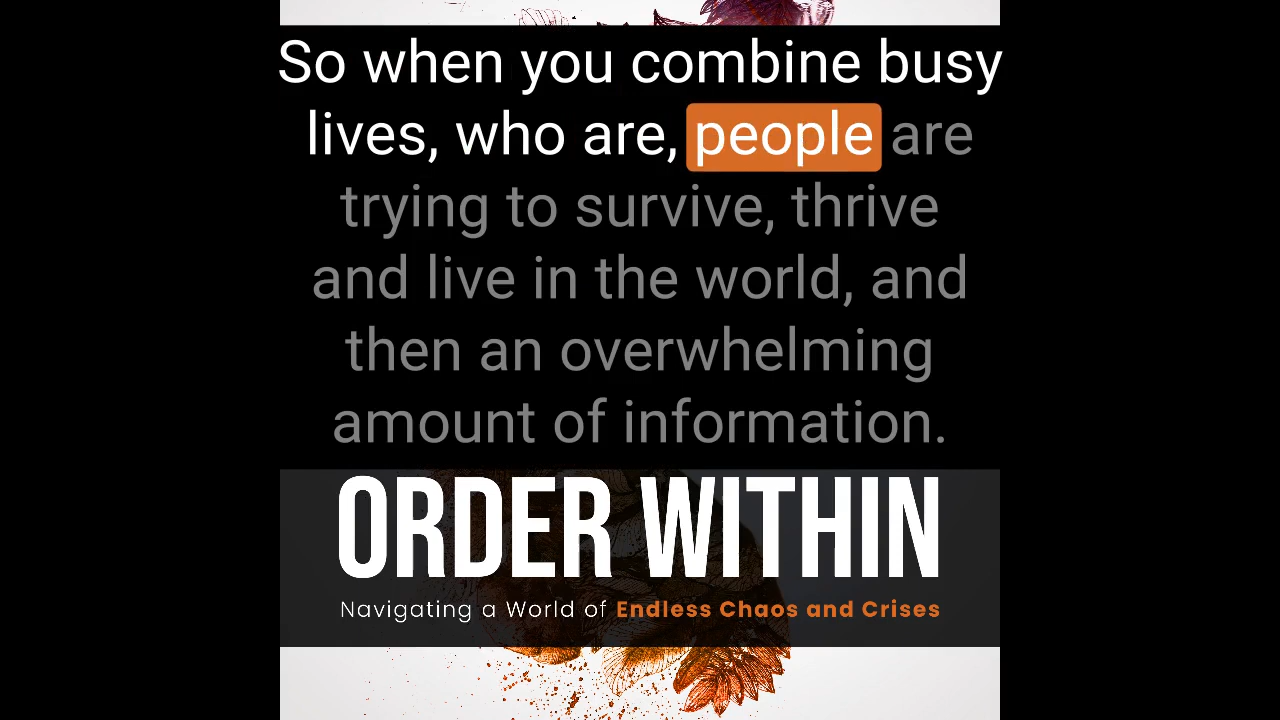 So when you combine busy
lives, who are, people are
trying to survive, thrive
and live in the world, and
then an overwhelming
amount of information.
ORDER WITHIN
Navigating a World of Endless Chaos and Crises